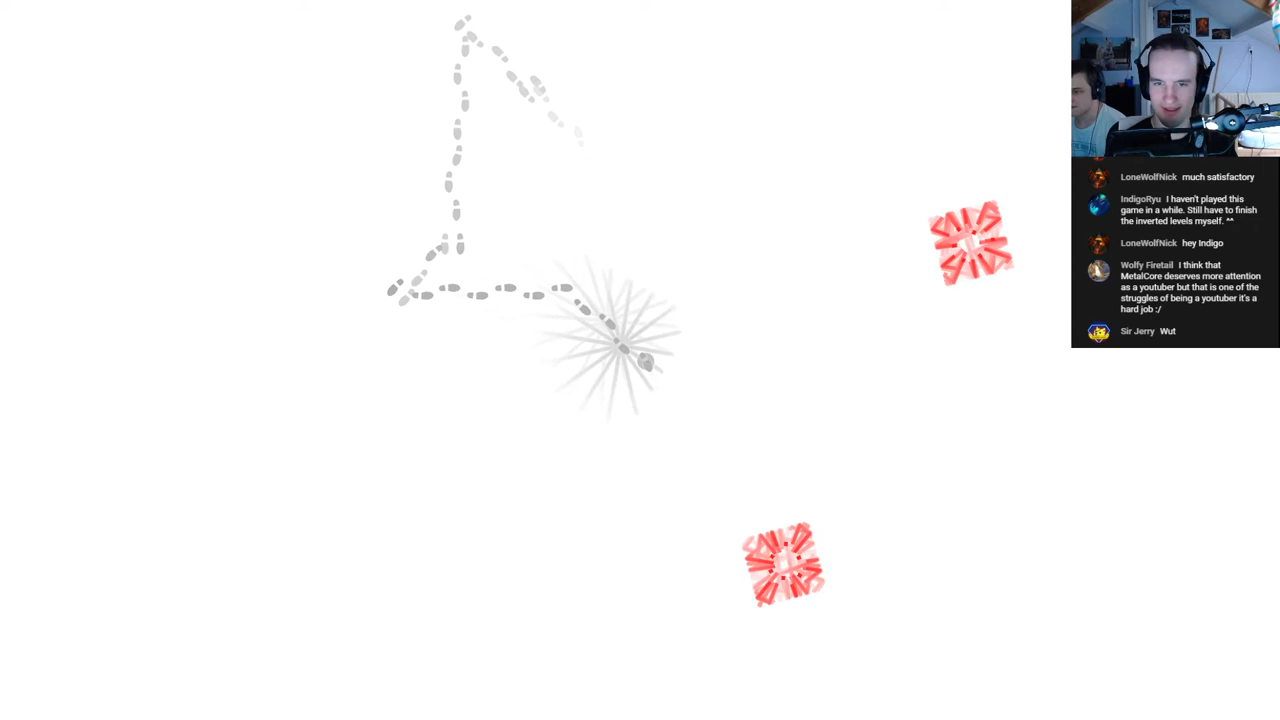 LoneWolfNick much satisfactory
IndigoRyu I haven't played this
game in a while. Still have to finish
the inverted levels myself. ^^
LoneWolfNick hey Indigo
Wolfy Firetail I think that
MetalCore deserves more attention
as a youtuber but that is one of the
struggles of being a youtuber it's a
hard job :/
Sir Jerry Wut